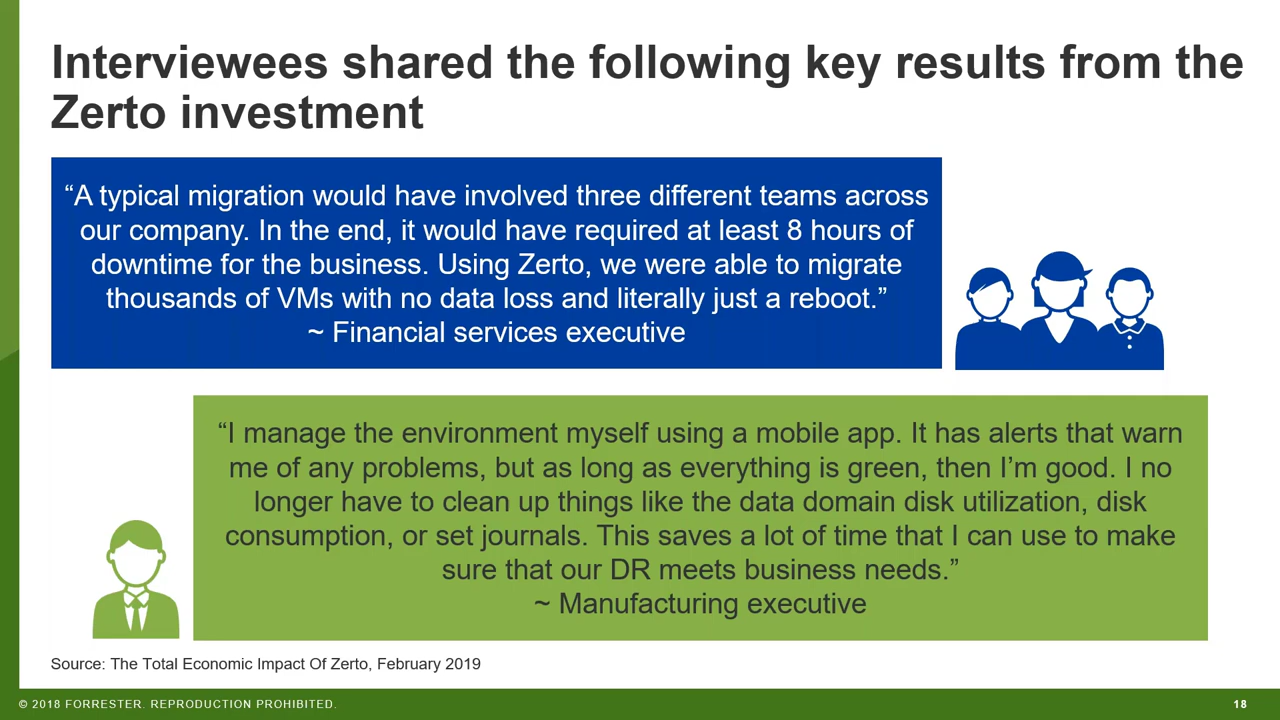 Interviewees shared the following key results from the
Zerto investment
“A typical migration would have involved three different teams across
our company. In the end, it would have required at least 8 hours of
downtime for the business. Using Zerto, we were able to migrate
thousands of VMs with no data loss and literally just a reboot.”
~ Financial services executive
“I manage the environment myself using a mobile app. It has alerts that warn
me of any problems, but as long as everything is green, then I’m good. I no
longer have to clean up things like the data domain disk utilization, disk
consumption, or set journals. This saves a lot of time that I can use to make
sure that our DR meets business needs.”
~ Manufacturing executive
Source: The Total Economic Impact Of Zerto, February 2019
© 2018 FORRESTER. REPRODUCTION PROHIBITED.
18